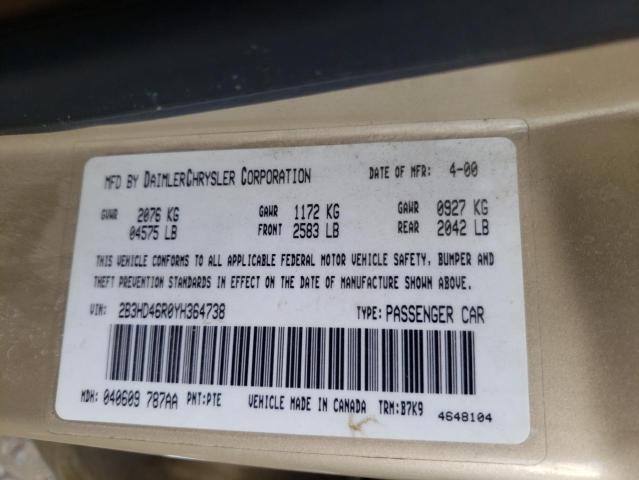 MFD BY DAIMLERCHRYSLER CORPORATION DATE OF MFR: 4-00
GVWR 2076 KG GAWR 1172 KG GAWR 0927 KG
04575 LB FRONT 2583 LB REAR 2042 LB
THIS VEHICLE CONFORMS TO ALL APPLICABLE FEDERAL MOTOR VEHICLE SAFETY, BUMPER AND
THEFT PREVENTION STANDARDS IN EFFECT ON THE DATE OF MANUFACTURE SHOWN ABOVE.
VIN: 2B3HD46R0YH364738 TYPE: PASSENGER CAR
MDH: 040609 787AA PNT: PTE VEHICLE MADE IN CANADA TRM: B7K9
4648104